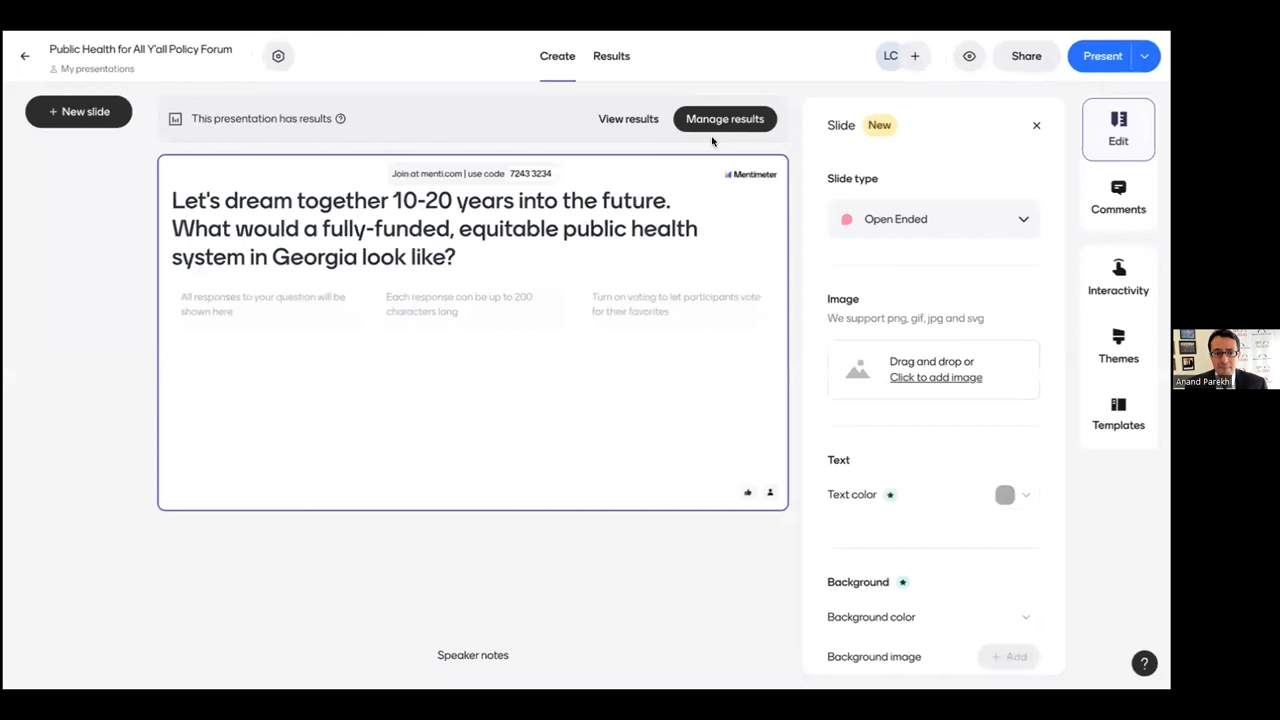 Public Health for All Y'all Policy Forum
My presentations
Create
Results
LC
+
Share
Present
+ New slide
This presentation has results
View results
Manage results
Join at menti.com | use code 7243 3234
Mentimeter
Let's dream together 10-20 years into the future.
What would a fully-funded, equitable public health
system in Georgia look like?
All responses to your question will be
shown here
Each response can be up to 200
characters long
Turn on voting to let participants vote
for their favorites
Speaker notes
Slide New
Slide type
Open Ended
Image
We support png, gif, jpg and svg
Drag and drop or
Click to add image
Text
Text color
Background
Background color
Background image
+ Add
Edit
Comments
Interactivity
Themes
Templates
?
Anand Parekh